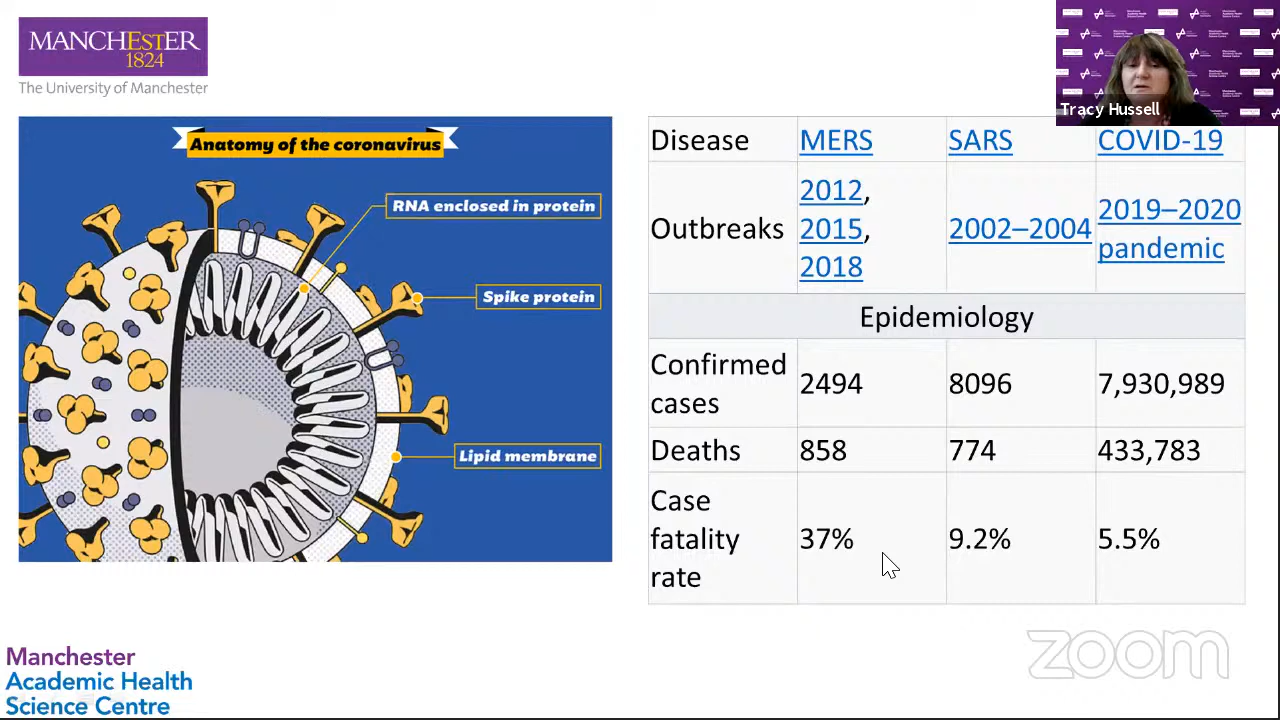 MANCHESTER
1824
The University of Manchester
Tracy Hussell
Anatomy of the coronavirus
RNA enclosed in protein
Spike protein
Lipid membrane
Disease MERS SARS COVID-19
Outbreaks 2012, 2015, 2018 2002–2004 2019–2020 pandemic
Epidemiology
Confirmed cases 2494 8096 7,930,989
Deaths 858 774 433,783
Case fatality rate 37% 9.2% 5.5%
Manchester
Academic Health
Science Centre
zoom